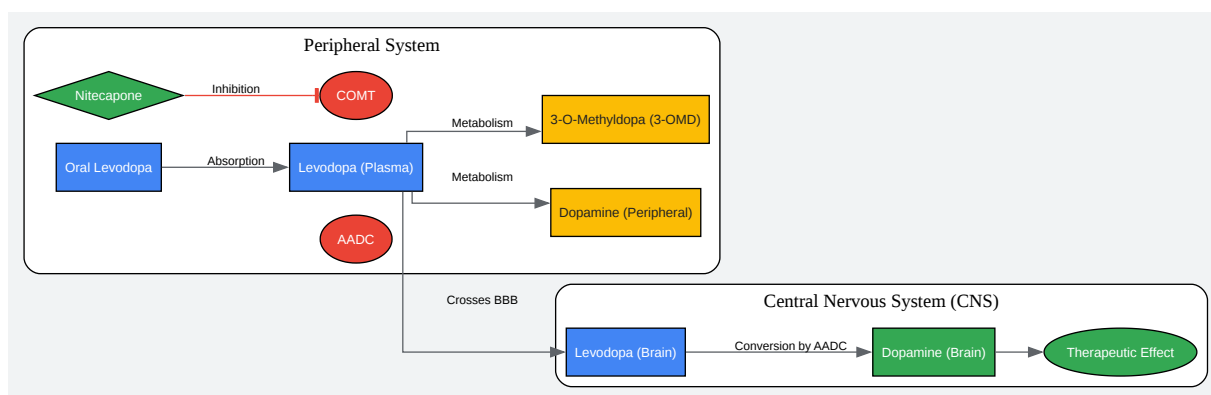 Peripheral System
Nitecapone
Inhibition
COMT
Oral Levodopa
Absorption
Levodopa (Plasma)
Metabolism
3-O-Methyldopa (3-OMD)
Metabolism
Dopamine (Peripheral)
AADC
Crosses BBB
Central Nervous System (CNS)
Levodopa (Brain)
Conversion by AADC
Dopamine (Brain)
Therapeutic Effect